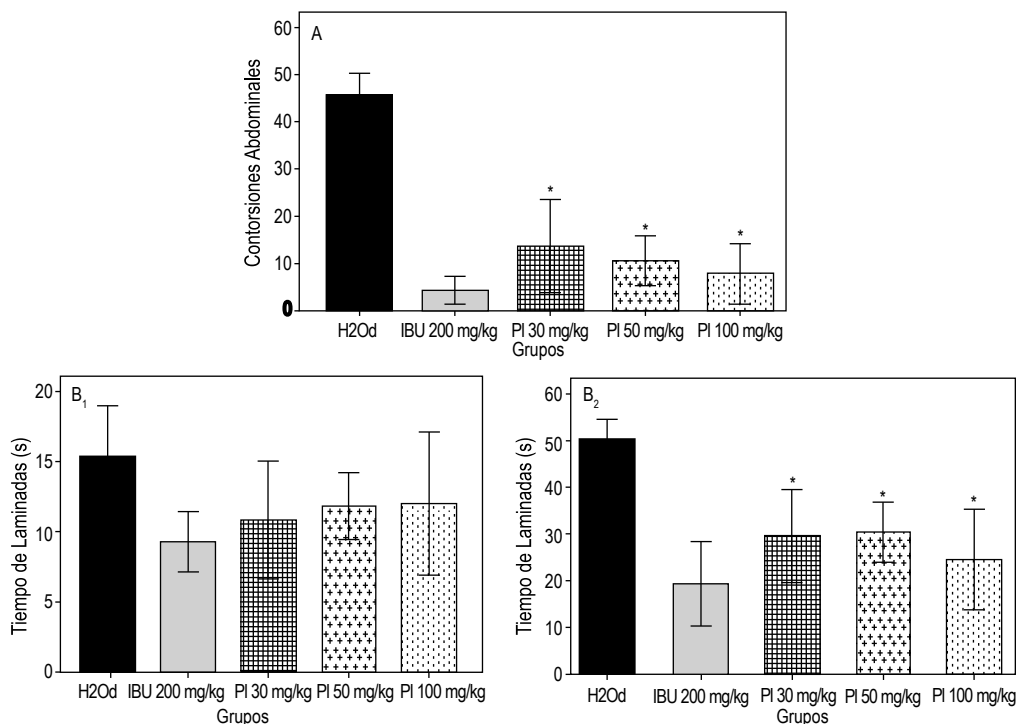 A
Contorsiones Abdominales
60
50
40
30
20
10
0
*
*
*
H2Od IBU 200 mg/kg PI 30 mg/kg PI 50 mg/kg PI 100 mg/kg
Grupos
B1
Tiempo de Laminadas (s)
20
15
10
5
0
H2Od IBU 200 mg/kg PI 30 mg/kg PI 50 mg/kg PI 100 mg/kg
Grupos
B2
Tiempo de Laminadas (s)
60
50
40
30
20
10
0
*
*
*
H2Od IBU 200 mg/kg PI 30 mg/kg PI 50 mg/kg PI 100 mg/kg
Grupos